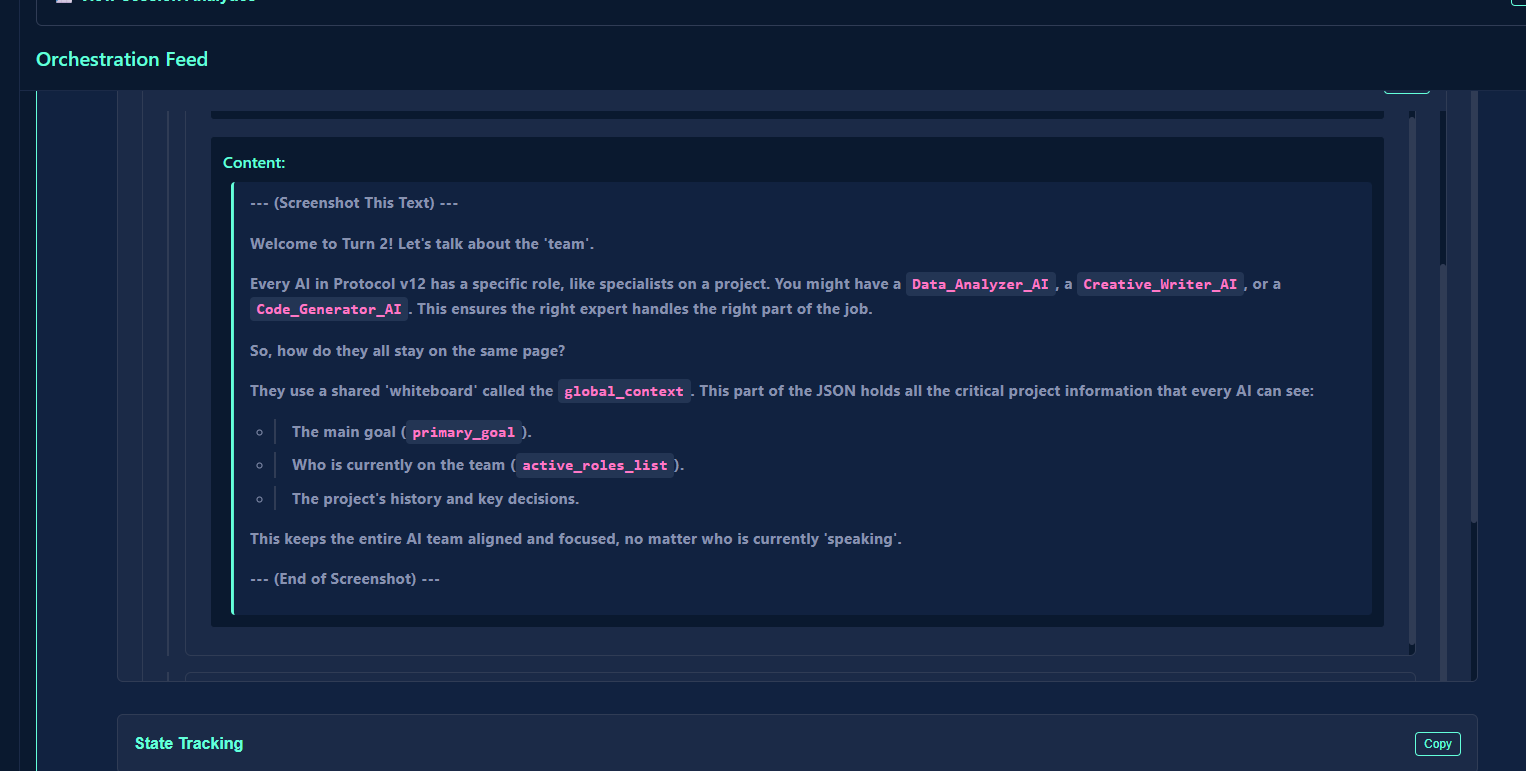 Orchestration Feed
Content:
--- (Screenshot This Text) ---
Welcome to Turn 2! Let's talk about the 'team'.
Every AI in Protocol v12 has a specific role, like specialists on a project. You might have a Data_Analyzer_AI, a Creative_Writer_AI, or a
Code_Generator_AI. This ensures the right expert handles the right part of the job.
So, how do they all stay on the same page?
They use a shared 'whiteboard' called the global_context. This part of the JSON holds all the critical project information that every AI can see:
The main goal (primary_goal).
Who is currently on the team (active_roles_list).
The project's history and key decisions.
This keeps the entire AI team aligned and focused, no matter who is currently 'speaking'.
--- (End of Screenshot) ---
State Tracking
Copy